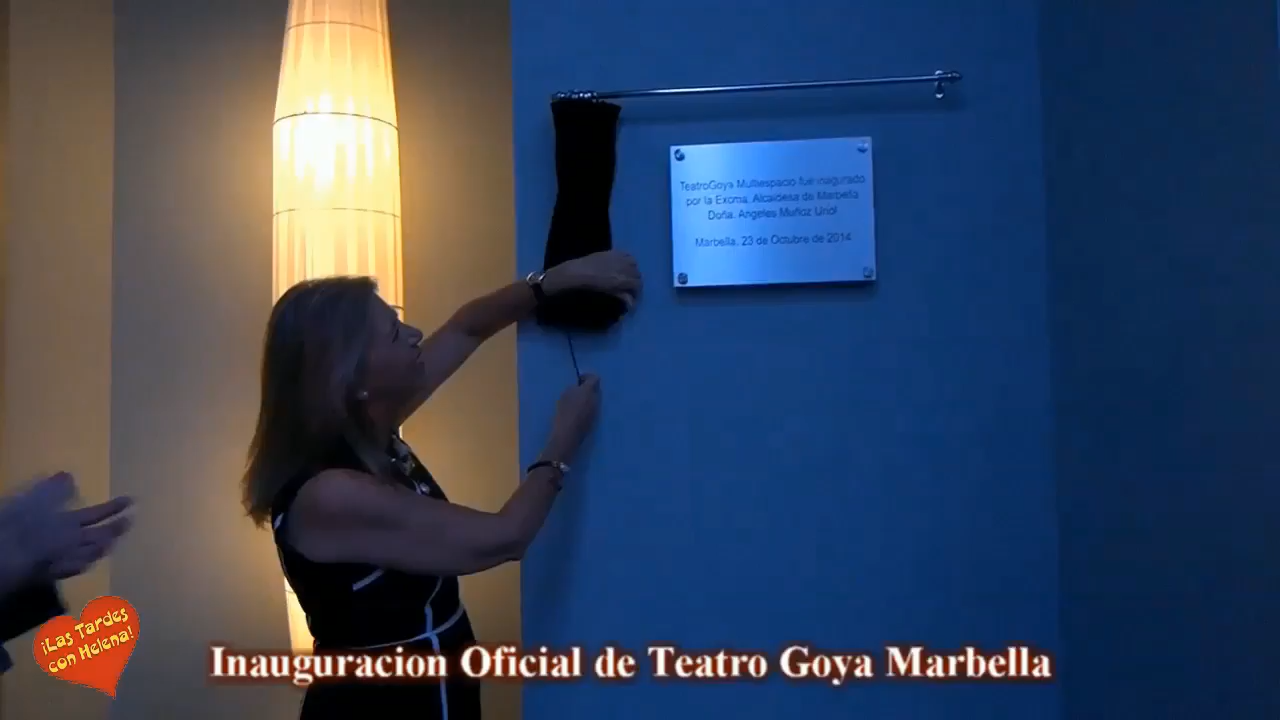 TeatroGoya Multiespacio fue inagurado
por la Excma. Alcaldesa de Marbella
Doña. Angeles Muñoz Uriol
Marbella, 23 de Octubre de 2014
¡Las Tardes
con Helena!
Inauguracion Oficial de Teatro Goya Marbella